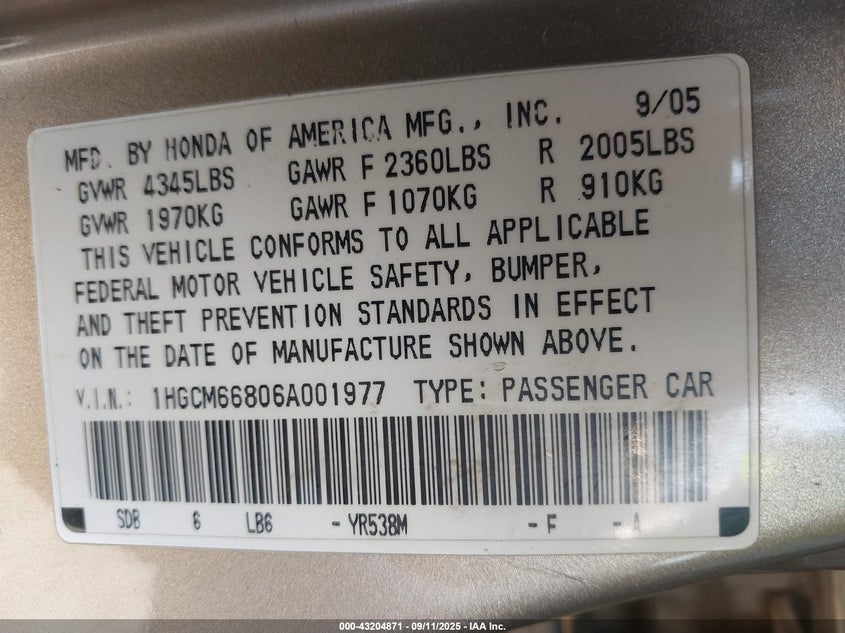 MFD. BY HONDA OF AMERICA MFG., INC. 9/05
GVWR 4345LBS GAWR F 2360LBS R 2005LBS
GVWR 1970KG GAWR F 1070KG R 910KG
THIS VEHICLE CONFORMS TO ALL APPLICABLE
FEDERAL MOTOR VEHICLE SAFETY, BUMPER,
AND THEFT PREVENTION STANDARDS IN EFFECT
ON THE DATE OF MANUFACTURE SHOWN ABOVE.
V.I.N.: 1HGCM66806A001977 TYPE: PASSENGER CAR
SDB 6 LB6 - YR538M - F - A
000-43204871 - 09/11/2025 - IAA Inc.